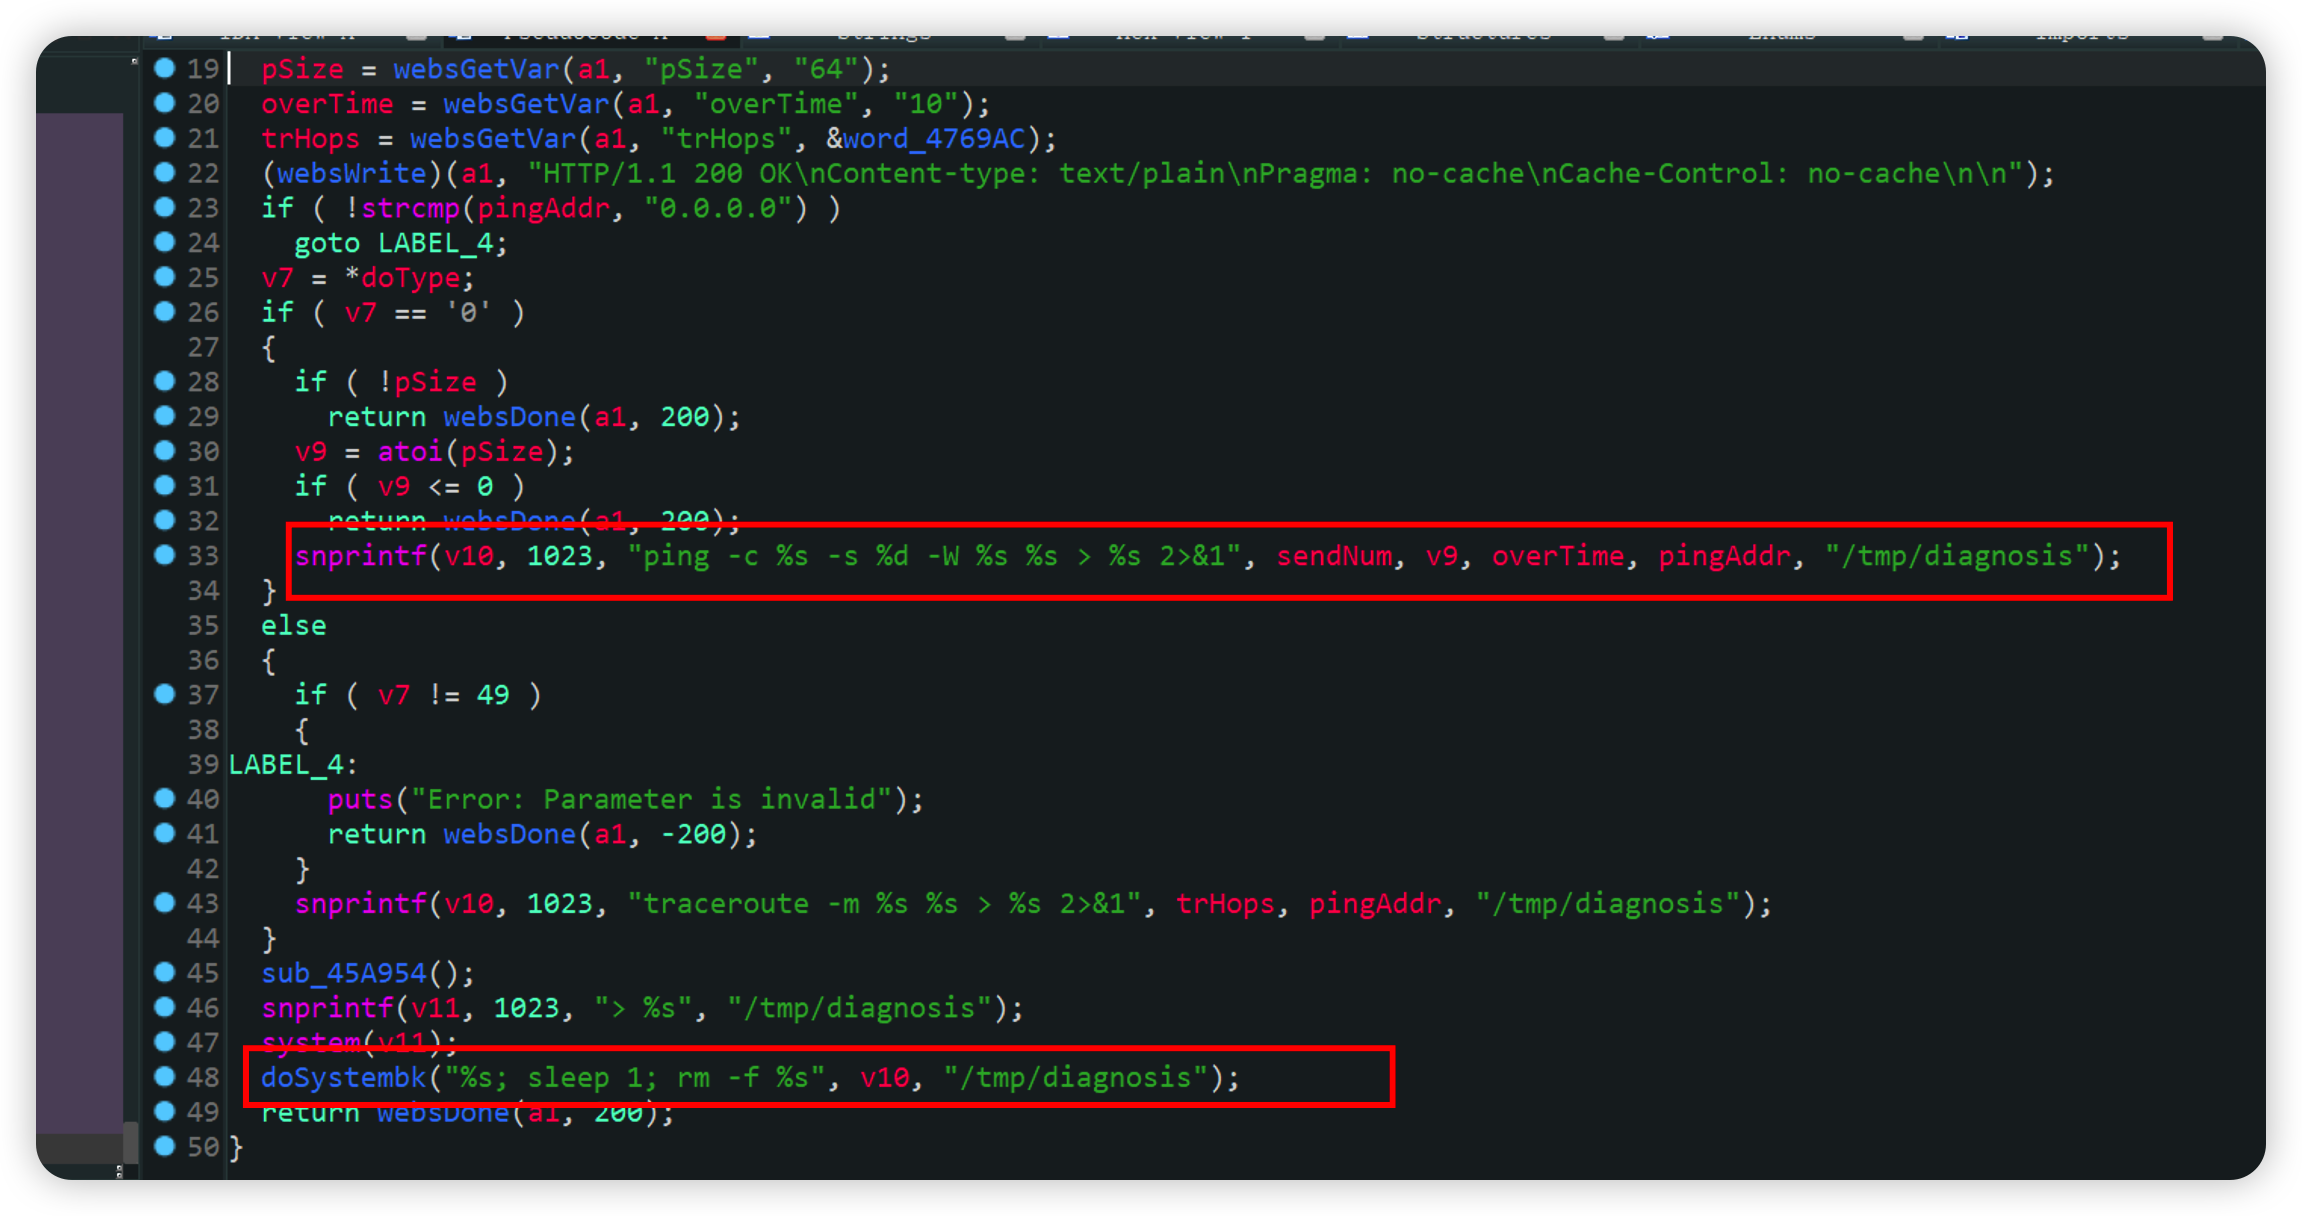 19 pSize = websGetVar(a1, "pSize", "64");
20 overTime = websGetVar(a1, "overTime", "10");
21 trHops = websGetVar(a1, "trHops", &word_4769AC);
22 (websWrite)(a1, "HTTP/1.1 200 OK\nContent-type: text/plain\nPragma: no-cache\nCache-Control: no-cache\n\n");
23 if ( !strcmp(pingAddr, "0.0.0.0") )
24 goto LABEL_4;
25 v7 = *doType;
26 if ( v7 == '0' )
27 {
28 if ( !pSize )
29 return websDone(a1, 200);
30 v9 = atoi(pSize);
31 if ( v9 <= 0 )
32 return websDone(a1, 200);
33 snprintf(v10, 1023, "ping -c %s -s %d -W %s %s > %s 2>&1", sendNum, v9, overTime, pingAddr, "/tmp/diagnosis");
34 }
35 else
36 {
37 if ( v7 != 49 )
38 {
39 LABEL_4:
40 puts("Error: Parameter is invalid");
41 return websDone(a1, -200);
42 }
43 snprintf(v10, 1023, "traceroute -m %s %s > %s 2>&1", trHops, pingAddr, "/tmp/diagnosis");
44 }
45 sub_45A954();
46 snprintf(v11, 1023, "> %s", "/tmp/diagnosis");
47 system(v11);
48 doSystembk("%s; sleep 1; rm -f %s", v10, "/tmp/diagnosis");
49 return websDone(a1, 200);
50 }